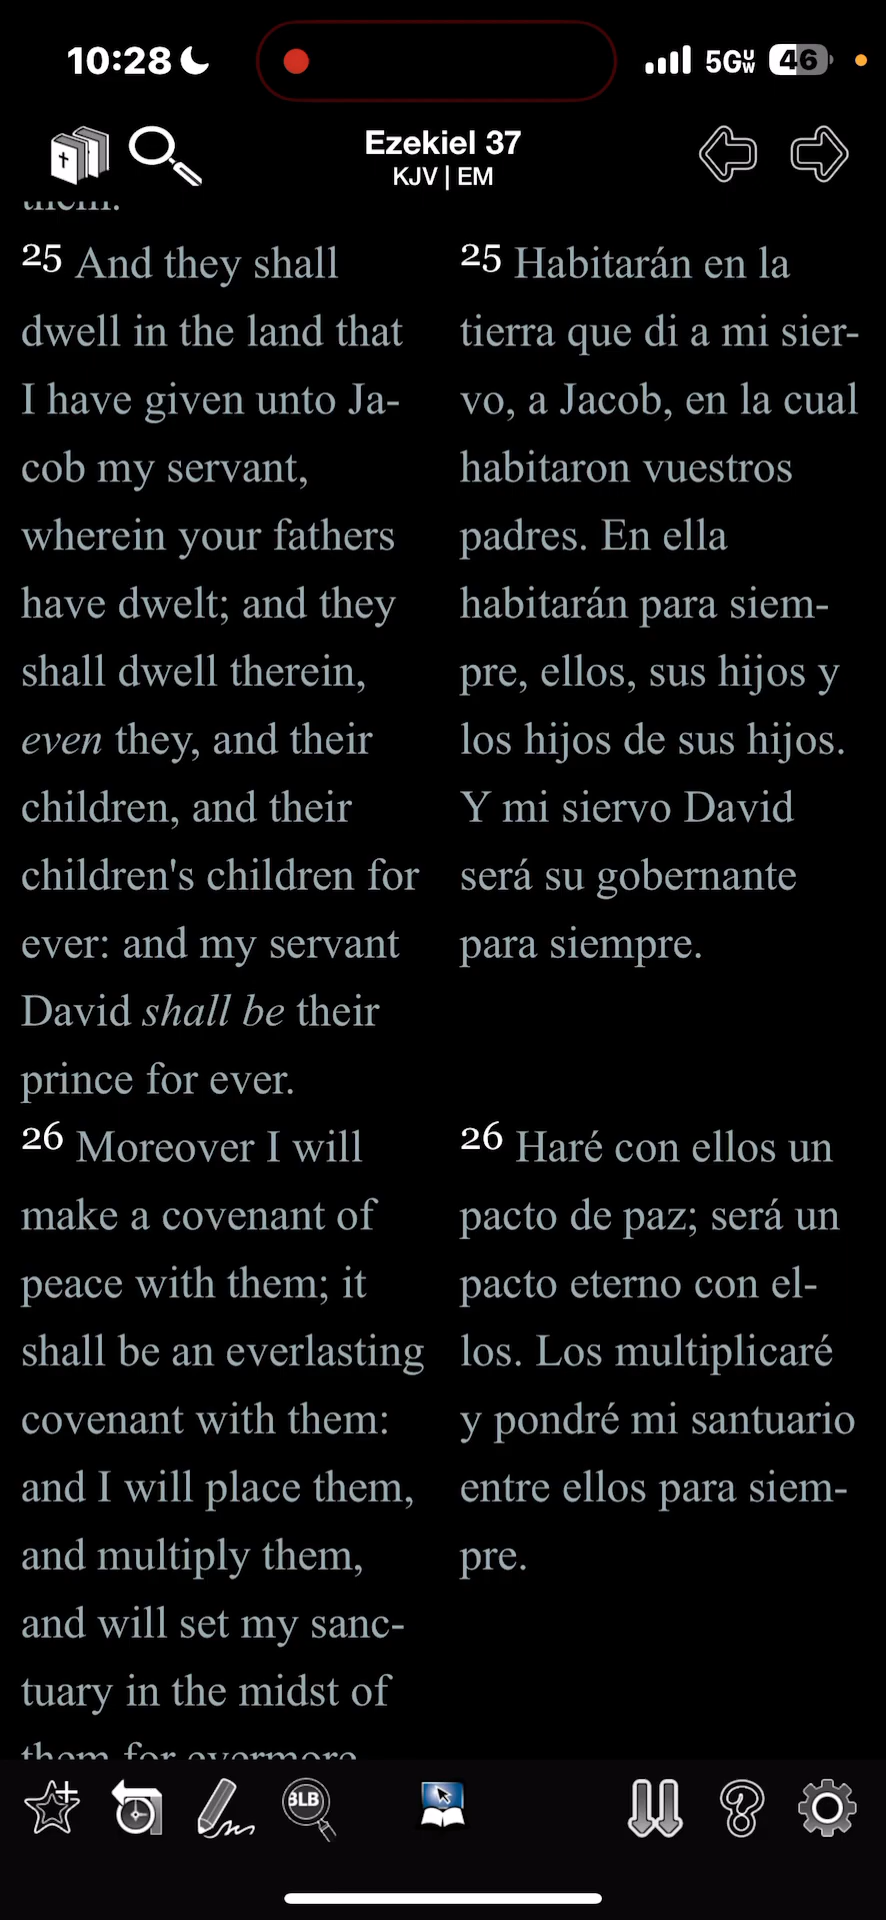 10:28
5GUW 46
Ezekiel 37
KJV | EM
them.
25 And they shall
dwell in the land that
I have given unto Ja-
cob my servant,
wherein your fathers
have dwelt; and they
shall dwell therein,
even they, and their
children, and their
children's children for
ever: and my servant
David shall be their
prince for ever.
26 Moreover I will
make a covenant of
peace with them; it
shall be an everlasting
covenant with them:
and I will place them,
and multiply them,
and will set my sanc-
tuary in the midst of
them for evermore
25 Habitarán en la
tierra que di a mi sier-
vo, a Jacob, en la cual
habitaron vuestros
padres. En ella
habitarán para siem-
pre, ellos, sus hijos y
los hijos de sus hijos.
Y mi siervo David
será su gobernante
para siempre.
26 Haré con ellos un
pacto de paz; será un
pacto eterno con el-
los. Los multiplicaré
y pondré mi santuario
entre ellos para siem-
pre.
BLB